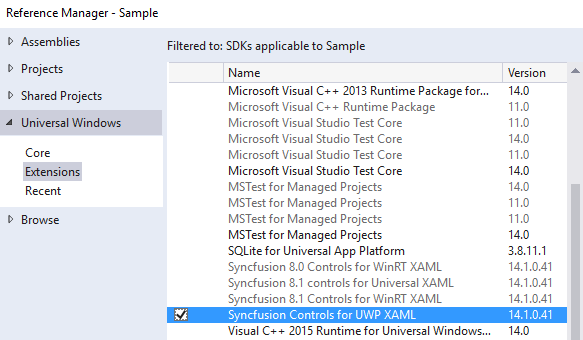 Reference Manager - Sample
Assemblies
Projects
Shared Projects
Universal Windows
Core
Extensions
Recent
Browse
Filtered to: SDKs applicable to Sample
Name Version
Microsoft Visual C++ 2013 Runtime Package for... 14.0
Microsoft Visual C++ Runtime Package 11.0
Microsoft Visual Studio Test Core 11.0
Microsoft Visual Studio Test Core 11.0
Microsoft Visual Studio Test Core 11.0
Microsoft Visual Studio Test Core 14.0
MSTest for Managed Projects 11.0
MSTest for Managed Projects 11.0
MSTest for Managed Projects 14.0
SQLite for Universal App Platform 3.8.11.1
Syncfusion 8.0 Controls for WinRT XAML 14.1.0.41
Syncfusion 8.1 controls for Universal XAML 14.1.0.41
Syncfusion 8.1 Controls for WinRT XAML 14.1.0.41
Syncfusion Controls for UWP XAML 14.1.0.41
Visual C++ 2015 Runtime for Universal Windows... 14.0